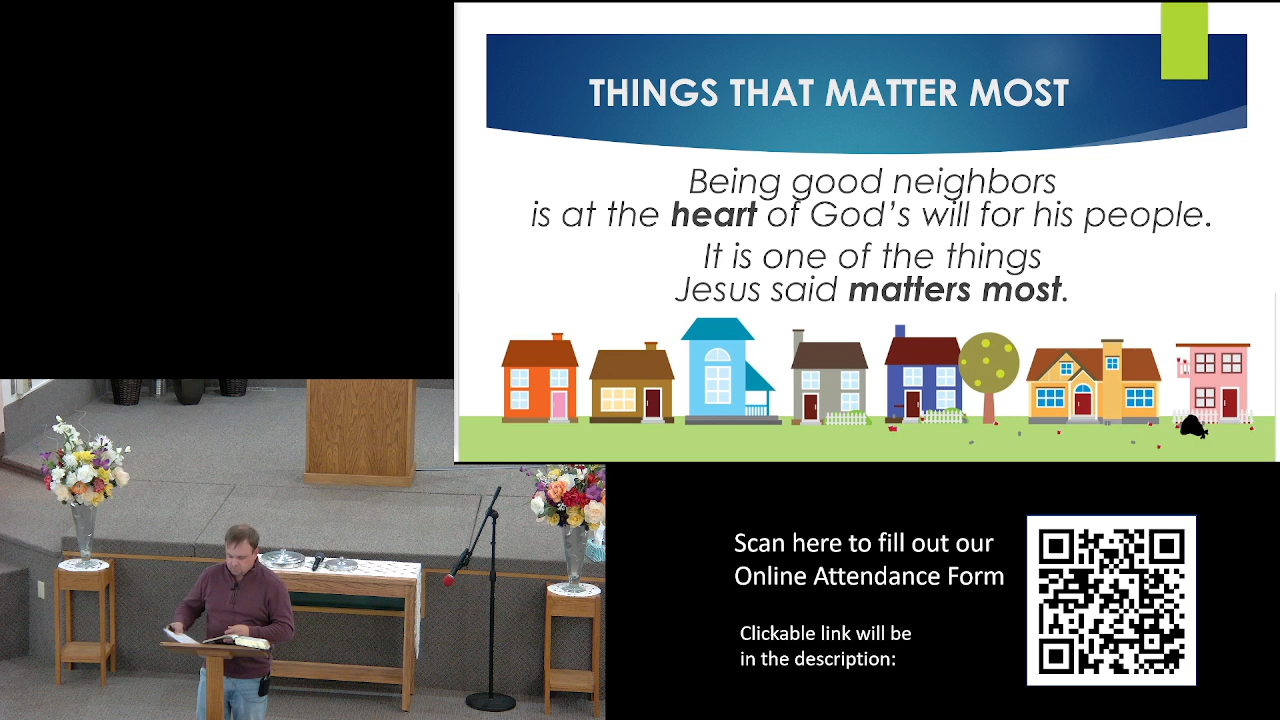 THINGS THAT MATTER MOST
Being good neighbors
is at the heart of God's will for his people.
It is one of the things
Jesus said matters most.
Scan here to fill out our
Online Attendance Form
Clickable link will be
in the description: